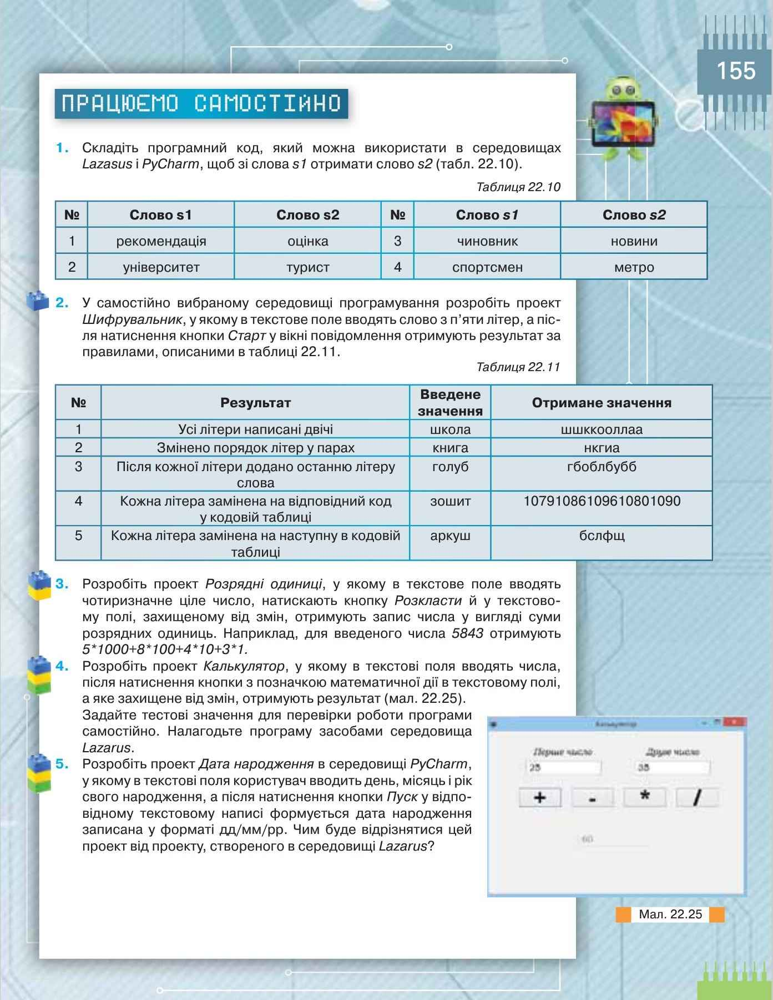 155
ПРАЦЮЄМО САМОСТІЙНО
1. Складіть програмний код, який можна використати в середовищах
Lazasus і PyCharm, щоб зі слова s1 отримати слово s2 (табл. 22.10).
Таблиця 22.10
№ Слово s1 Слово s2 № Слово s1 Слово s2
1 рекомендація оцінка 3 чиновник новини
2 університет турист 4 спортсмен метро
2. У самостійно вибраному середовищі програмування розробіть проект
Шифрувальник, у якому в текстове поле вводять слово з п’яти літер, а піс-
ля натиснення кнопки Старт у вікні повідомлення отримують результат за
правилами, описаними в таблиці 22.11.
Таблиця 22.11
№ Результат Введене значення Отримане значення
1 Усі літери написані двічі школа шшккооллаа
2 Змінено порядок літер у парах книга нкгиа
3 Після кожної літери додано останню літеру слова голуб гбоблбубб
4 Кожна літера замінена на відповідний код у кодовій таблиці зошит 10791086109610801090
5 Кожна літера замінена на наступну в кодовій таблиці аркуш бслфщ
3. Розробіть проект Розрядні одиниці, у якому в текстове поле вводять
чотиризначне ціле число, натискають кнопку Розкласти й у текстово-
му полі, захищеному від змін, отримують запис числа у вигляді суми
розрядних одиниць. Наприклад, для введеного числа 5843 отримують
5*1000+8*100+4*10+3*1.
4. Розробіть проект Калькулятор, у якому в текстові поля вводять числа,
після натиснення кнопки з позначкою математичної дії в текстовому полі,
а яке захищене від змін, отримують результат (мал. 22.25).
Задайте тестові значення для перевірки роботи програми
самостійно. Налагодьте програму засобами середовища
Lazarus.
5. Розробіть проект Дата народження в середовищі PyCharm,
у якому в текстові поля користувач вводить день, місяць і рік
свого народження, а після натиснення кнопки Пуск у відпо-
відному текстовому написі формується дата народження
записана у форматі дд/мм/рр. Чим буде відрізнятися цей
проект від проекту, створеного в середовищі Lazarus?
Калькулятор
Перше число Друге число
25 35
+ - * /
60
Мал. 22.25